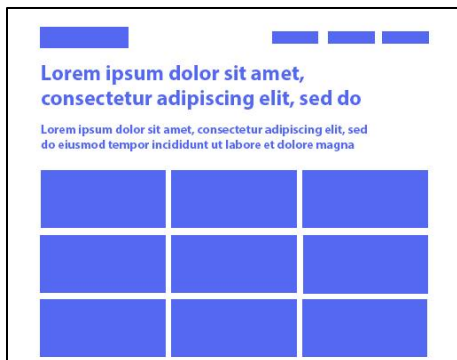 Lorem ipsum dolor sit amet,
consectetur adipiscing elit, sed do
Lorem ipsum dolor sit amet, consectetur adipiscing elit, sed
do eiusmod tempor incididunt ut labore et dolore magna